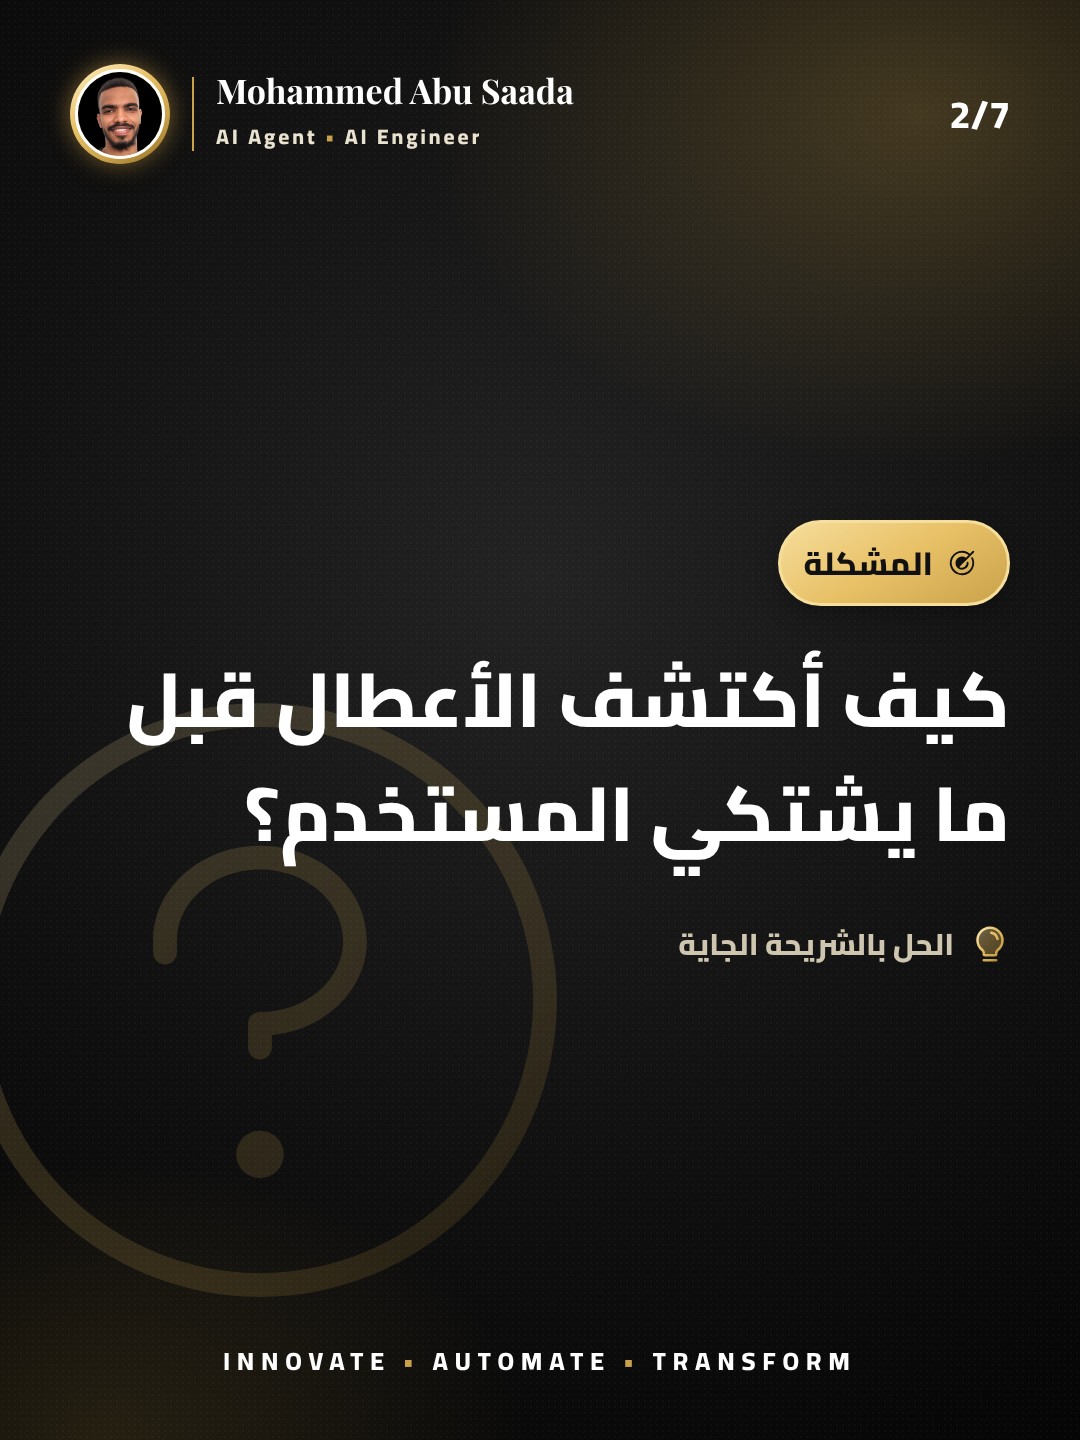 Mohammed Abu Saada
AI Agent ▪ AI Engineer
2/7
المشكلة
كيف أكتشف الأعطال قبل
ما يشتكي المستخدم؟
الحل بالشريحة الجاية
INNOVATE ▪ AUTOMATE ▪ TRANSFORM